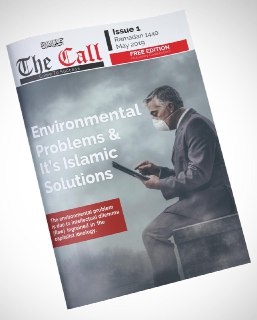 The Call
Issue 1
Ramadan 1440
May 2019
FREE EDITION
Environmental
Problems &
It's Islamic
Solutions
The environmental problem
is due to intellectual dilemma
(flaw) ingrained in the
capitalist ideology.